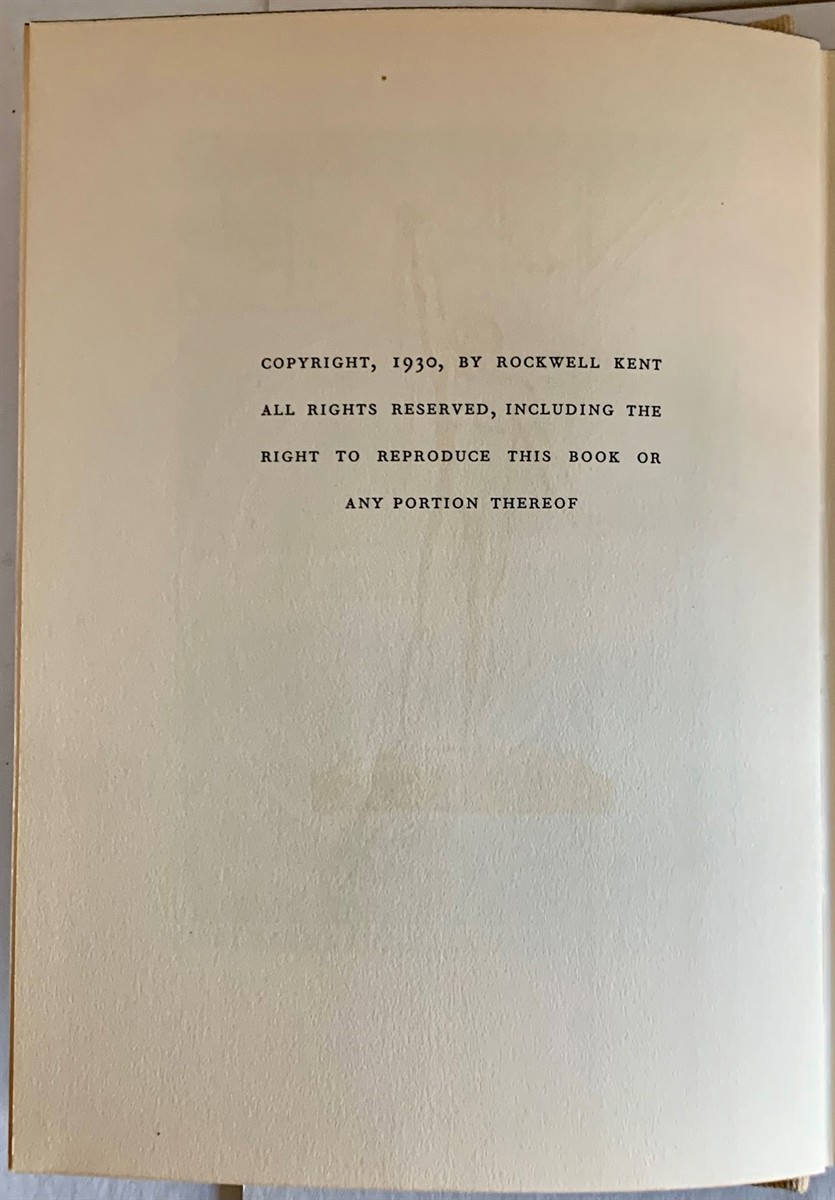 COPYRIGHT, 1930, BY ROCKWELL KENT
ALL RIGHTS RESERVED, INCLUDING THE
RIGHT TO REPRODUCE THIS BOOK OR
ANY PORTION THEREOF